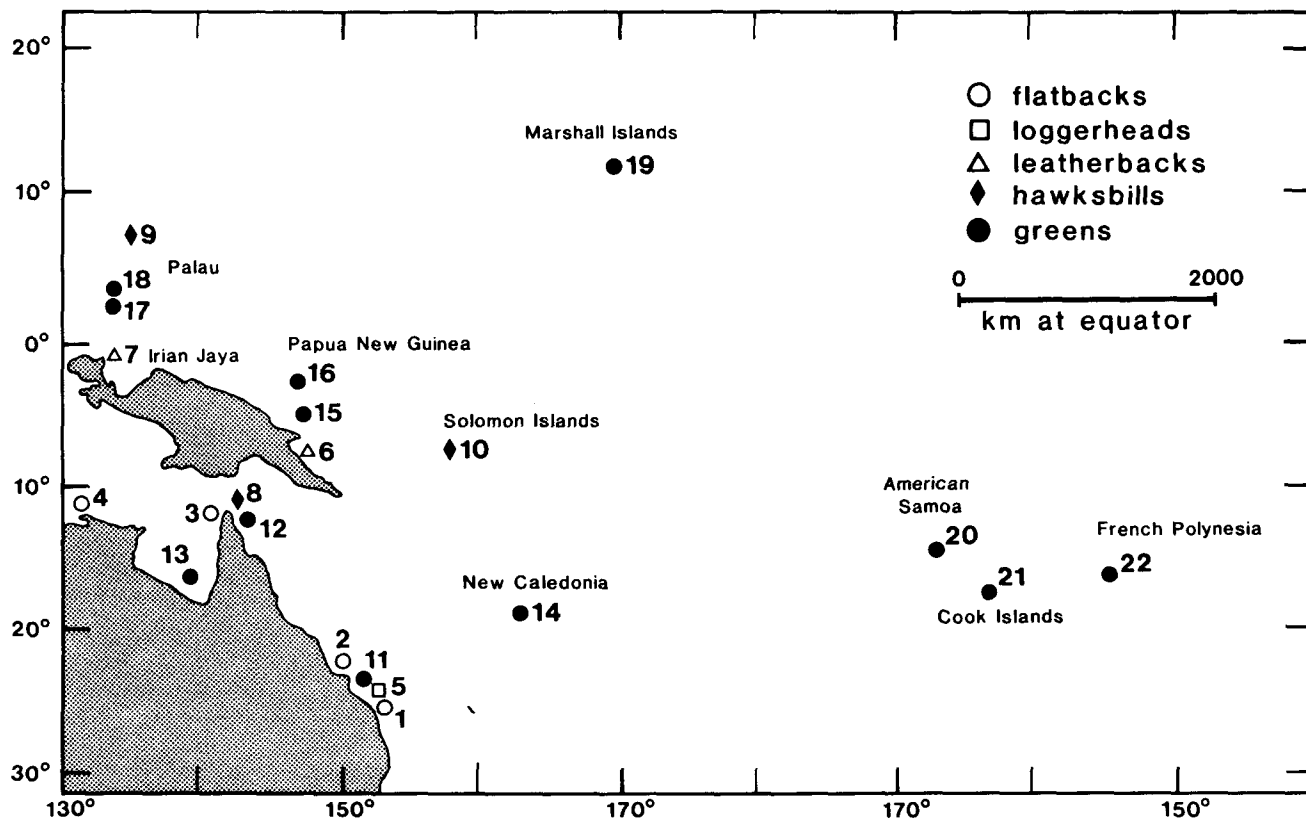 20°
10°
0°
10°
20°
30°
130°
150°
170°
170°
150°
flatbacks
loggerheads
leatherbacks
hawksbills
greens
0 2000
km at equator
Marshall Islands
19
9
Palau
18
17
7 Irian Jaya
Papua New Guinea
16
15
6
Solomon Islands
10
4
3
8
12
13
American
Samoa
20
French Polynesia
22
21
Cook Islands
New Caledonia
14
2
11
5
1